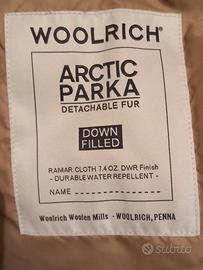 WOOLRICH®
ARCTIC
PARKA
DETACHABLE FUR
DOWN
FILLED
RAMAR CLOTH 7.4 OZ. DWR Finish
- DURABLE WATER REPELLENT -
NAME
Woolrich Woolen Mills - WOOLRICH, PENNA
subito